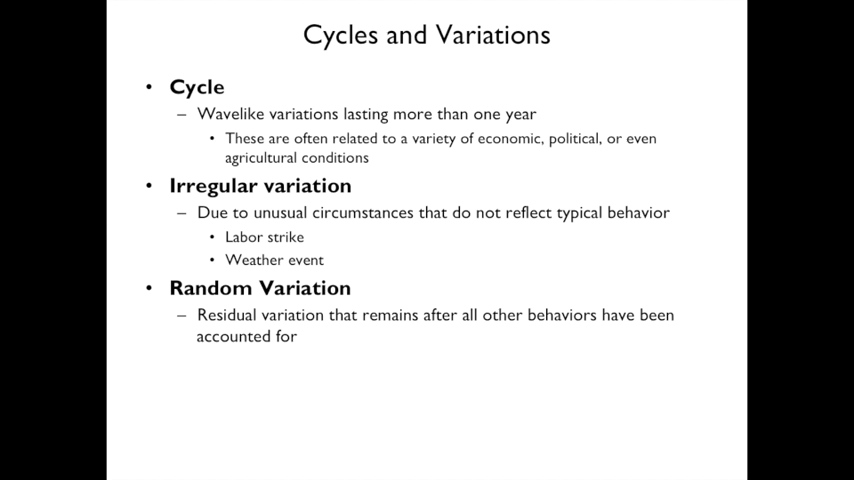 Cycles and Variations
• Cycle
– Wavelike variations lasting more than one year
• These are often related to a variety of economic, political, or even
agricultural conditions
• Irregular variation
– Due to unusual circumstances that do not reflect typical behavior
• Labor strike
• Weather event
• Random Variation
– Residual variation that remains after all other behaviors have been
accounted for